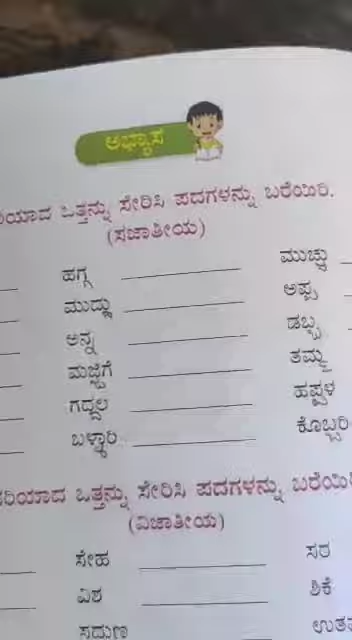 ಅಭ್ಯಾಸ
ಒತ್ತನ್ನು ಸೇರಿಸಿ ಪದಗಳನ್ನು ಬರೆಯಿರಿ.
(ಸಜಾತೀಯ)
ಹಗ್ಗ ಮುಚ್ಚು
ಮುದ್ದು ಅಪ್ಪ
ಅನ್ನ ಡಬ್ಬ
ಮಜ್ಜಿಗೆ ತಮ್ಮ
ಗದ್ದಲ ಹಪ್ಪಳ
ಬಳ್ಳಾರಿ ಕೊಬ್ಬರಿ
ಒತ್ತನ್ನು ಸೇರಿಸಿ ಪದಗಳನ್ನು
(ವಿಜಾತೀಯ)
ಸೇಹ ಸರ
ವಿಶ ಶಿಕೆ
ಸದುಣ